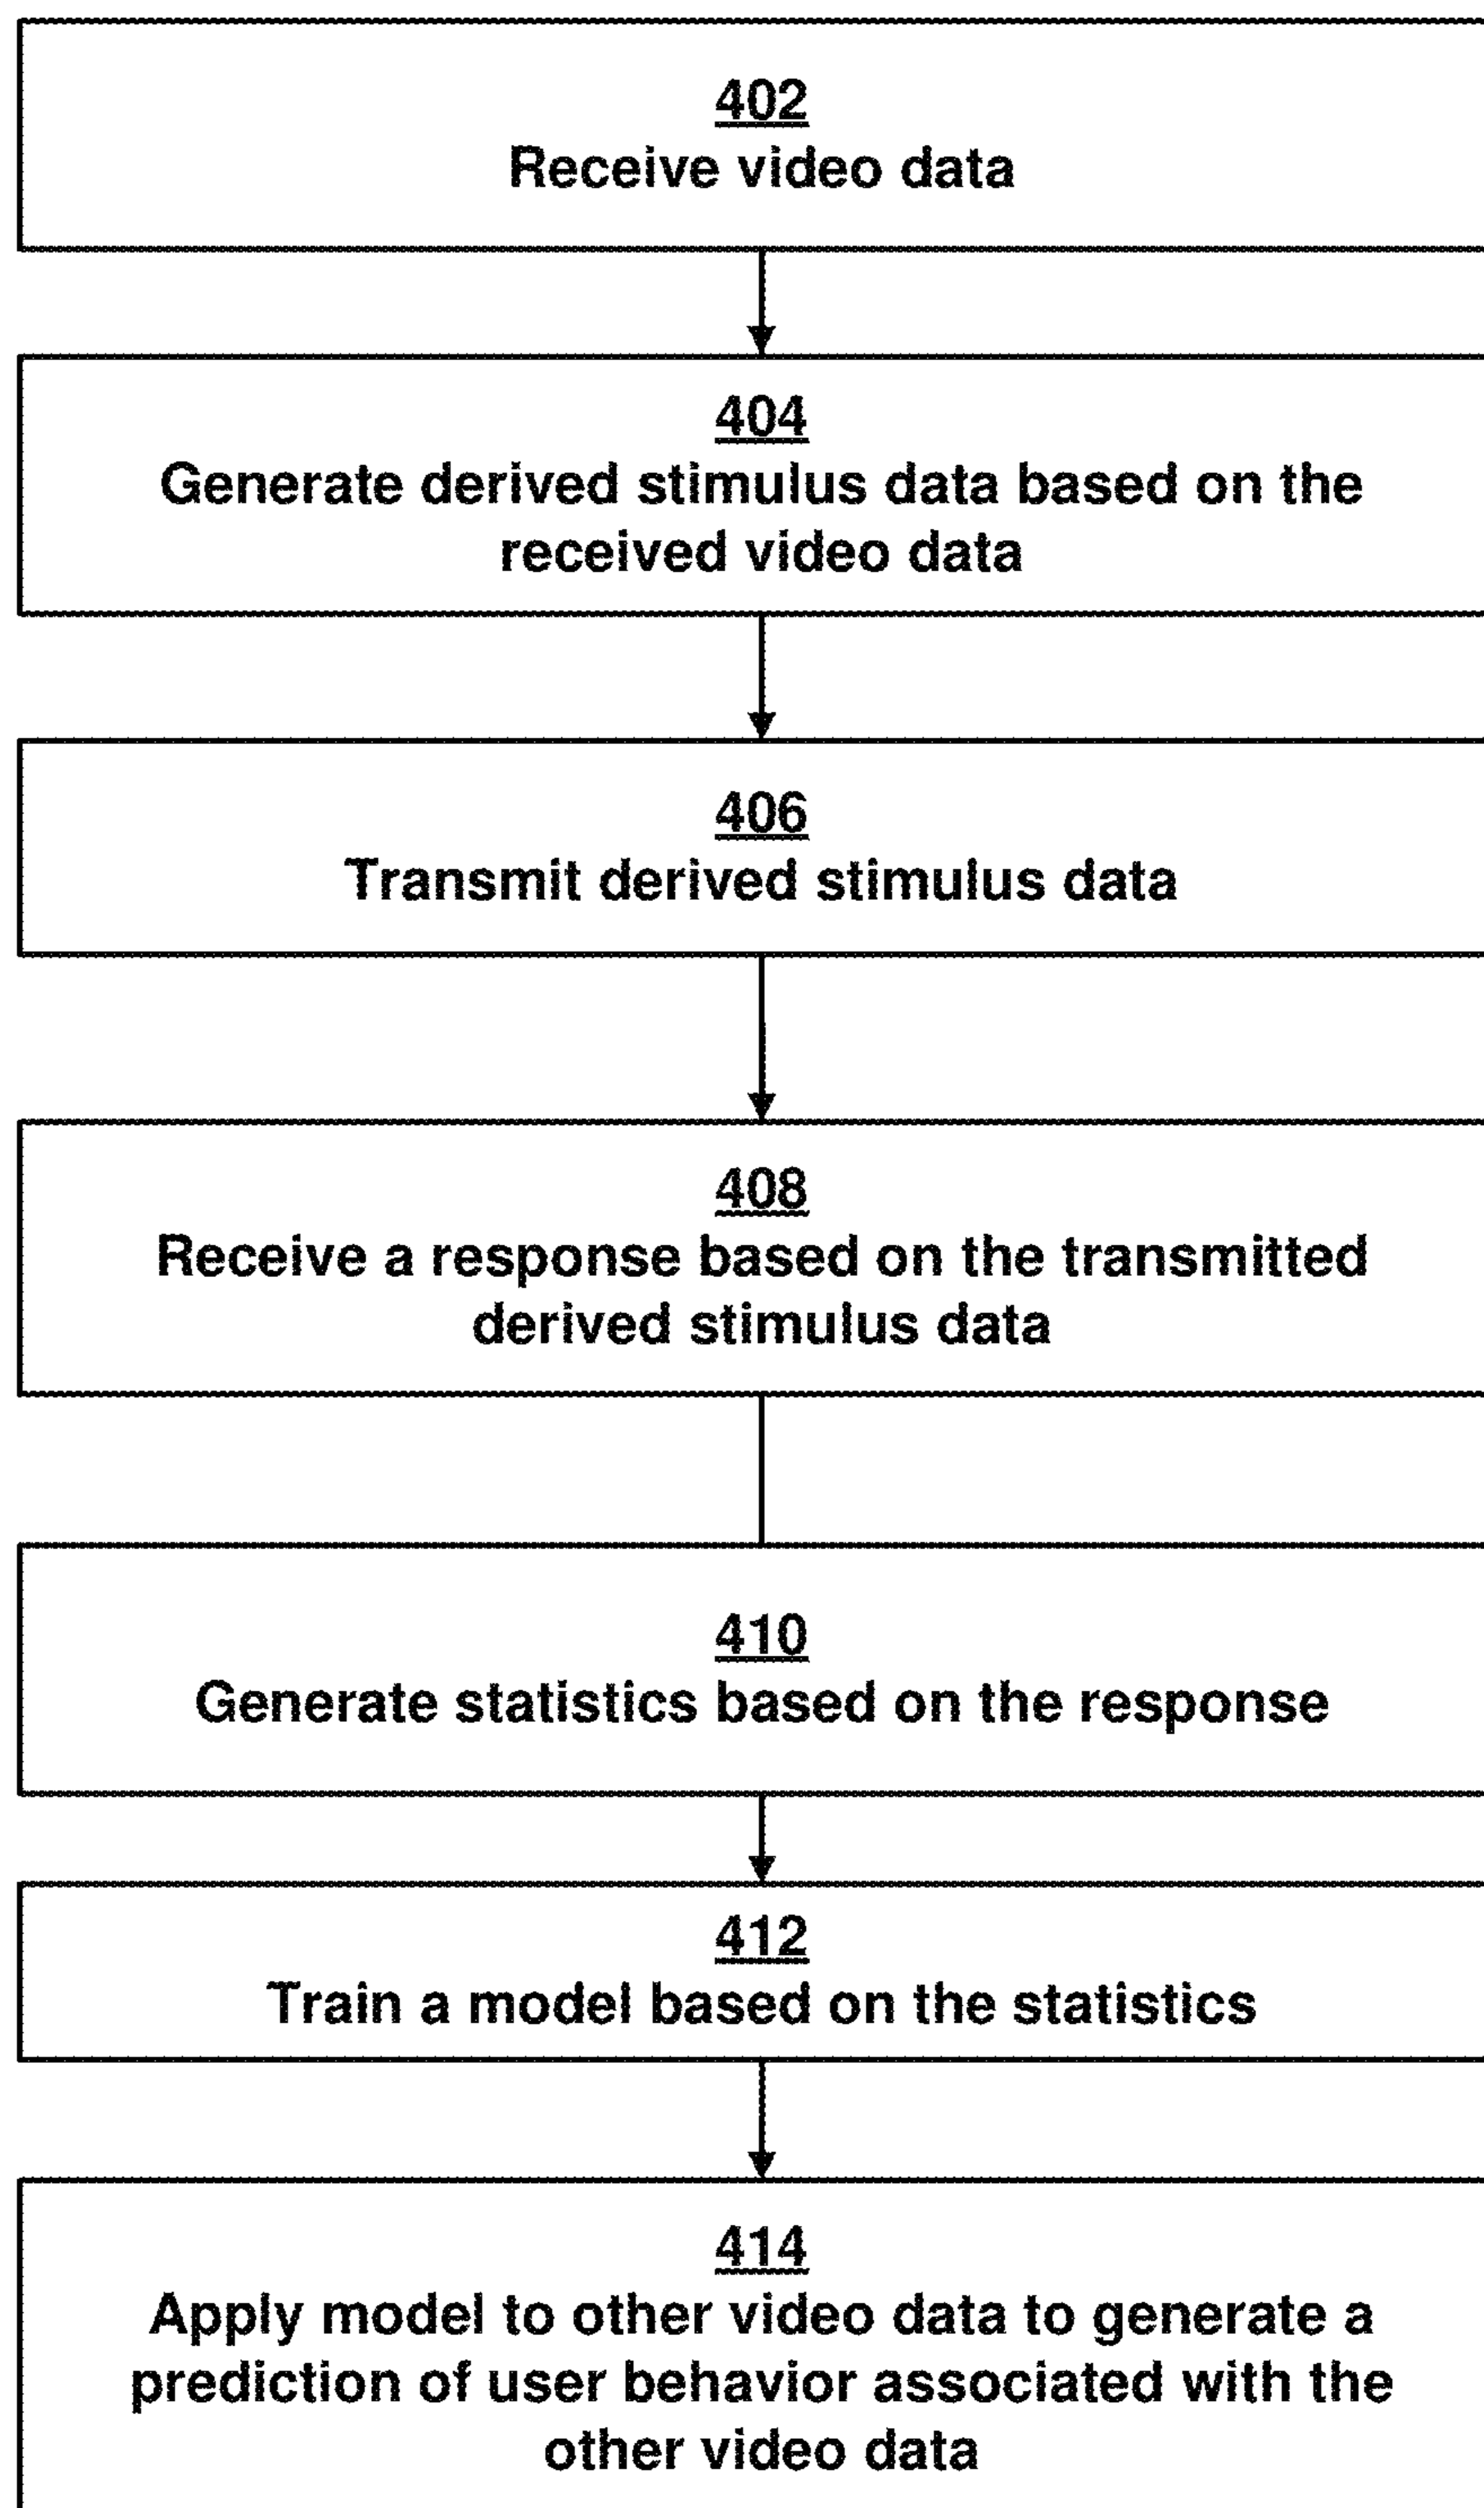 402
Receive video data
404
Generate derived stimulus data based on the
received video data
406
Transmit derived stimulus data
408
Receive a response based on the transmitted
derived stimulus data
410
Generate statistics based on the response
412
Train a model based on the statistics
414
Apply model to other video data to generate a
prediction of user behavior associated with the
other video data